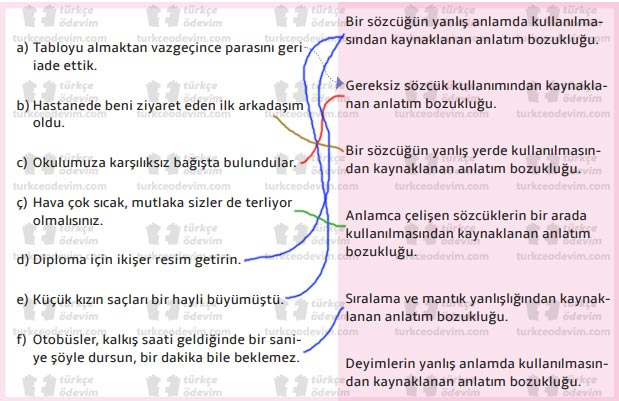 a) Tabloyu almaktan vazgeçince parasını geri
iade ettik.
b) Hastanede beni ziyaret eden ilk arkadaşım
oldu.
c) Okulumuza karşılıksız bağışta bulundular.
ç) Hava çok sıcak, mutlaka sizler de terliyor
olmalısınız.
d) Diploma için ikişer resim getirin.
e) Küçük kızın saçları bir hayli büyümüştü.
f) Otobüsler, kalkış saati geldiğinde bir sani-
ye şöyle dursun, bir dakika bile beklemez.
Bir sözcüğün yanlış anlamda kullanılma-
sından kaynaklanan anlatım bozukluğu.
Gereksiz sözcük kullanımından kaynakla-
nan anlatım bozukluğu.
Bir sözcüğün yanlış yerde kullanılmasın-
dan kaynaklanan anlatım bozukluğu.
Anlamca çelişen sözcüklerin bir arada
kullanılmasından kaynaklanan anlatım
bozukluğu.
Sıralama ve mantık yanlışlığından kaynak-
lanan anlatım bozukluğu.
Deyimlerin yanlış anlamda kullanılmasın-
dan kaynaklanan anlatım bozukluğu.
türkçe
ödevim
turkceodevim.com